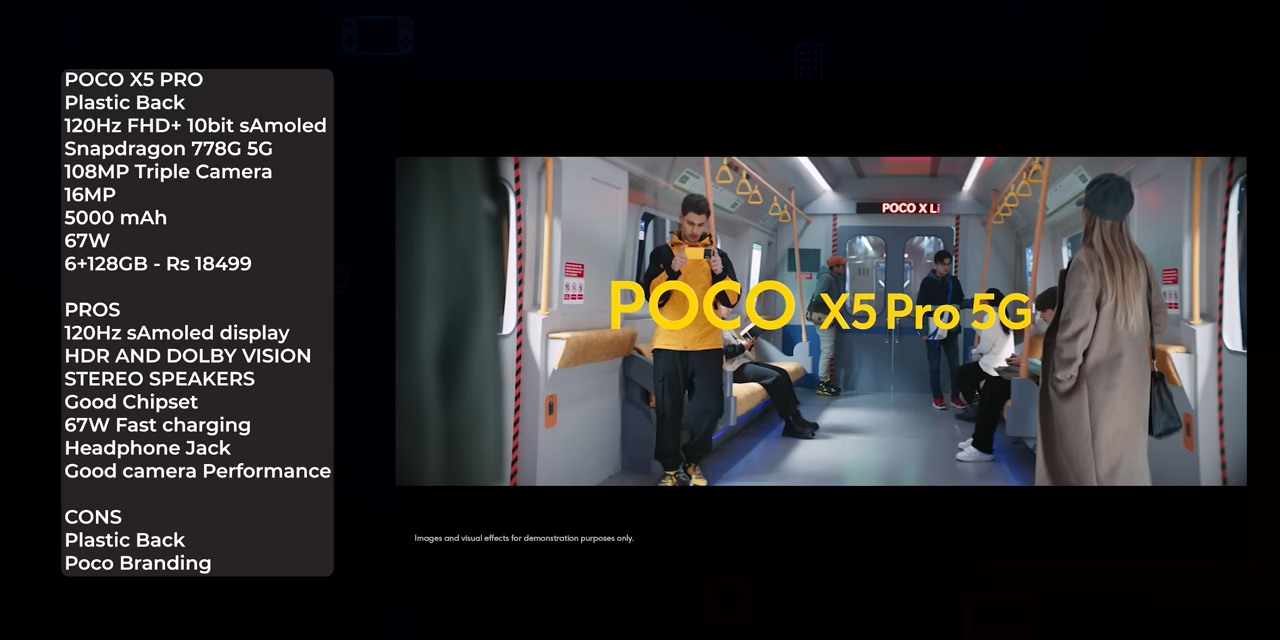 POCO X5 PRO
Plastic Back
120Hz FHD+ 10bit sAmoled
Snapdragon 778G 5G
108MP Triple Camera
16MP
5000 mAh
67W
6+128GB - Rs 18499
PROS
120Hz sAmoled display
HDR AND DOLBY VISION
STEREO SPEAKERS
Good Chipset
67W Fast charging
Headphone Jack
Good camera Performance
CONS
Plastic Back
Poco Branding
POCO X Li
POCO X5 Pro 5G
Images and visual effects for demonstration purposes only.